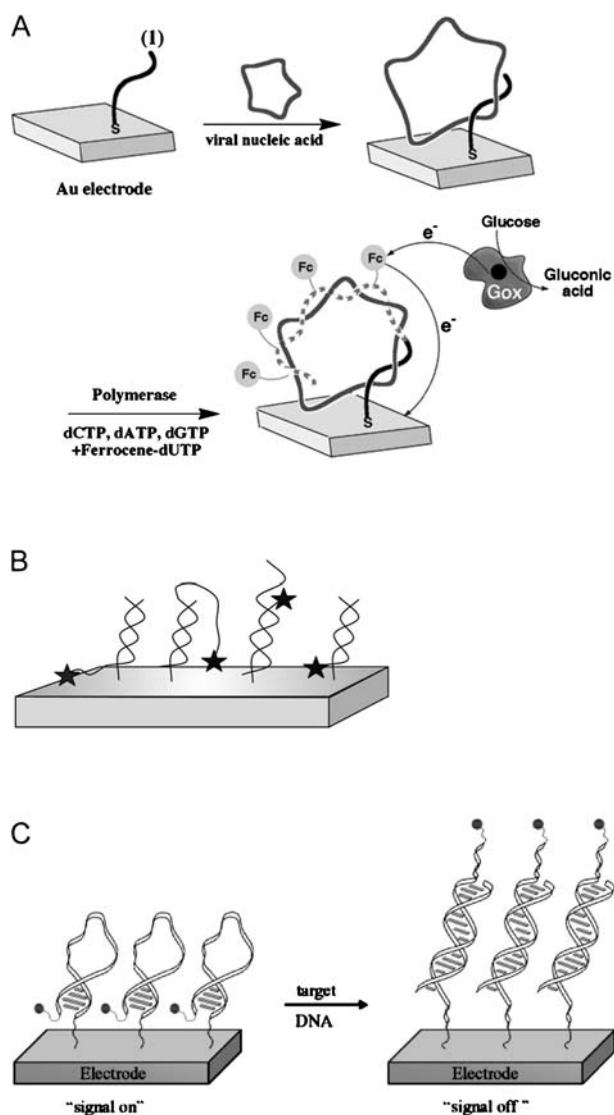 A
(1)
S
Au electrode
viral nucleic acid
S
Polymerase
dCTP, dATP, dGTP
+Ferrocene-dUTP
Fc
Fc
Fc
Fc
e-
e-
Glucose
Gox
Gluconic
acid
S
B
C
Electrode
"signal on"
target
DNA
Electrode
"signal off"